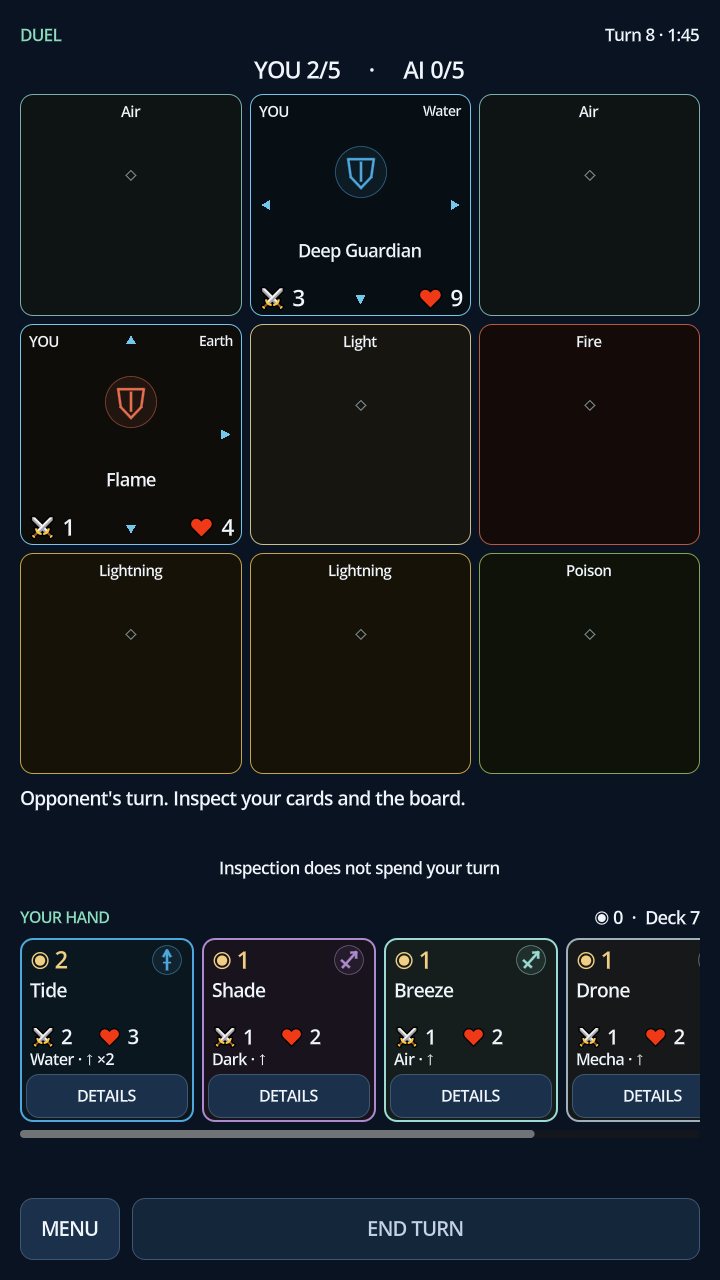 DUEL
Turn 8 · 1:45
YOU 2/5 · AI 0/5
Air
YOU Water
Deep Guardian
3 9
Air
YOU Earth
Flame
1 4
Light
Fire
Lightning
Lightning
Poison
Opponent's turn. Inspect your cards and the board.
Inspection does not spend your turn
YOUR HAND
0 · Deck 7
2
Tide
2 3
Water · ↑ ×2
DETAILS
1
Shade
1 2
Dark · ↑
DETAILS
1
Breeze
1 2
Air · ↑
DETAILS
1
Drone
1 2
Mecha · ↑
DETAILS
MENU
END TURN